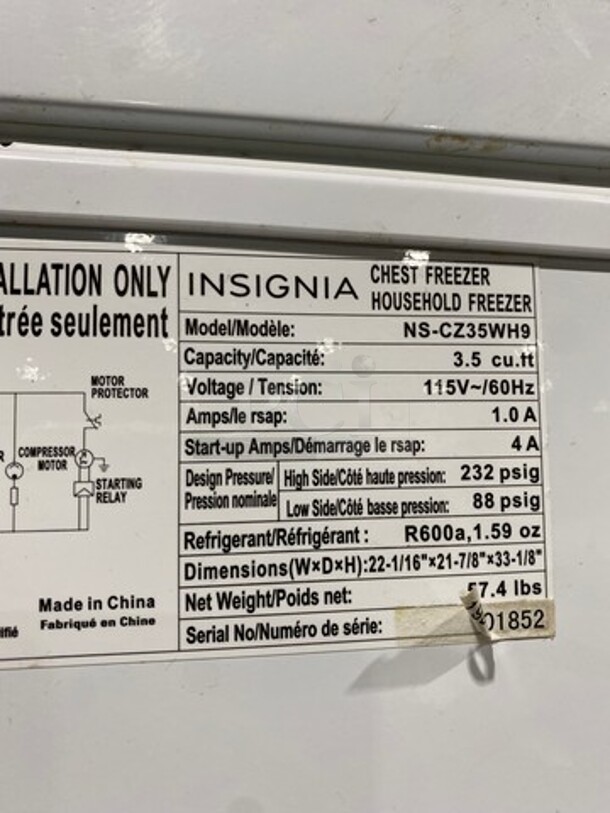 ALLATION ONLY
trée seulement
MOTOR
PROTECTOR
COMPRESSOR
MOTOR
STARTING
RELAY
Made in China
Fabriqué en Chine
ifié
INSIGNIA
CHEST FREEZER
HOUSEHOLD FREEZER
Model/Modèle: NS-CZ35WH9
Capacity/Capacité: 3.5 cu.ft
Voltage / Tension: 115V~/60Hz
Amps/le rsap: 1.0 A
Start-up Amps/Démarrage le rsap: 4 A
Design Pressure/
Pression nominale
High Side/Côté haute pression: 232 psig
Low Side/Côté basse pression: 88 psig
Refrigerant/Réfrigérant : R600a,1.59 oz
Dimensions(W×D×H):22-1/16"×21-7/8"×33-1/8"
Net Weight/Poids net: 57.4 lbs
Serial No/Numéro de série: 01852